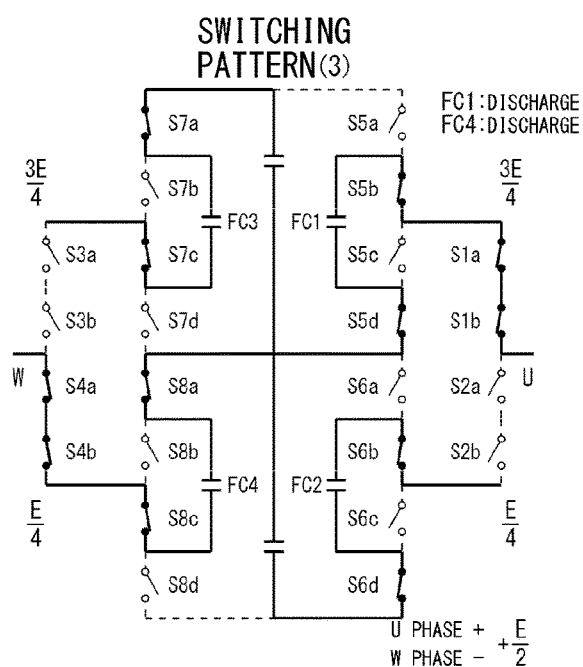 SWITCHING
PATTERN(3)
FC1:DISCHARGE
FC4:DISCHARGE
S7a
S5a
3E
4
S7b
S5b
3E
4
FC3
FC1
S3a
S7c
S5c
S1a
S3b
S7d
S5d
S1b
W
S4a
S8a
S6a
S2a
U
S4b
S8b
S6b
S2b
FC4
FC2
E
4
S8c
S6c
E
4
S8d
S6d
U PHASE +
W PHASE -
+E
2